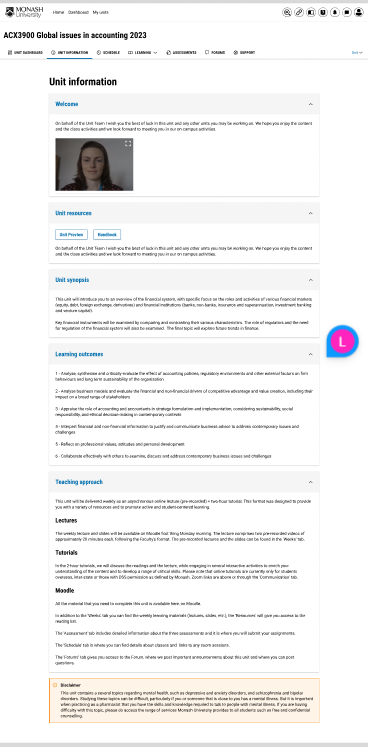 MONASH University
Home Dashboard My units
ACX3900 Global issues in accounting 2023
UNIT DASHBOARD UNIT INFORMATION SCHEDULE LEARNING ASSESSMENTS FORUMS SUPPORT
Unit information
Welcome
On behalf of the Unit Team I wish you the best of luck in this unit and any other units you may be working on. We hope you enjoy the content
and the class activities and we look forward to meeting you in our on campus activities.
Unit resources
Unit Preview Handbook
On behalf of the Unit Team I wish you the best of luck in this unit and any other units you may be working on. We hope you enjoy the content
and the class activities and we look forward to meeting you in our on campus activities.
Unit synopsis
This unit will introduce you to an overview of the financial system, with specific focus on the roles and activities of various financial markets
(equity, debt, foreign exchange, derivatives) and financial institutions (banks, non-banks, insurance and superannuation, investment banking
and venture capital).
Key financial instruments will be examined by comparing and contrasting their various characteristics. The role of regulators and the need
for regulation of the financial system will also be examined. The final topic will explore future trends in finance.
L
Learning outcomes
1 - Analyse, synthesise and critically evaluate the effect of accounting policies, regulatory environments and other external factors on firm
behaviours and long term sustainability of the organization
2 - Analyse business models and evaluate the financial and non-financial drivers of competitive advantage and value creation, including their
impact on a broad range of stakeholders
3 - Appraise the role of accounting and accountants in strategy formulation and implementation, considering sustainability, social
responsibility, and ethical decision-making in contemporary contexts
4 - Interpret financial and non-financial information to justify and communicate business advice to address contemporary issues and
challenges
5 - Reflect on professional values, attitudes and personal development
6 - Collaborate effectively with others to examine, discuss and address contemporary business issues and challenges
Teaching approach
This unit will be delivered weekly as an asynchronous online lecture (pre-recorded) + two-hour tutorial. This format was designed to provide
you with a variety of resources and to promote active and student-centered learning.
Lectures
The weekly lecture and slides will be available on Moodle first thing Monday morning. The lecture comprises two pre-recorded videos of
approximately 20 minutes each, following the Faculty's format. The pre-recorded lectures and the slides can be found in the 'Weeks' tab.
Tutorials
In the 2-hour tutorials, we will discuss the readings and the lecture, while engaging in several interactive activities to enrich your
understanding of the content and to develop a range of critical skills. Please note that online tutorials are currently only for students
overseas, interstate or those with DSS permission as defined by Monash. Zoom links are above or through the 'Communication' tab.
Moodle
All the material that you need to complete this unit is available here, on Moodle.
In addition to the 'Weeks' tab you can find the weekly learning materials (lectures, slides, etc.), the 'Resources' will give you access to the
reading list.
The 'Assessment' tab includes detailed information about the three assessments and it is where you will submit your assignments.
The 'Schedule' tab is where you can find details about classes and links to any zoom sessions.
The 'Forums' tab gives you access to the Forum, where we post important announcements about this unit and where you can post
questions.
Disclaimer
This unit contains a several topics regarding mental health, such as depressive and anxiety disorders, and schizophrenia and bipolar
disorders. Studying these topics can be difficult, particularly if you or someone that is close to you has a mental illness. But it is important
when practicing as a pharmacist that you have the skills and knowledge required to talk to people with mental illness. If you are having
difficulty with this topic, please do access the range of services Monash University provides to all students such as free and confidential
counselling.